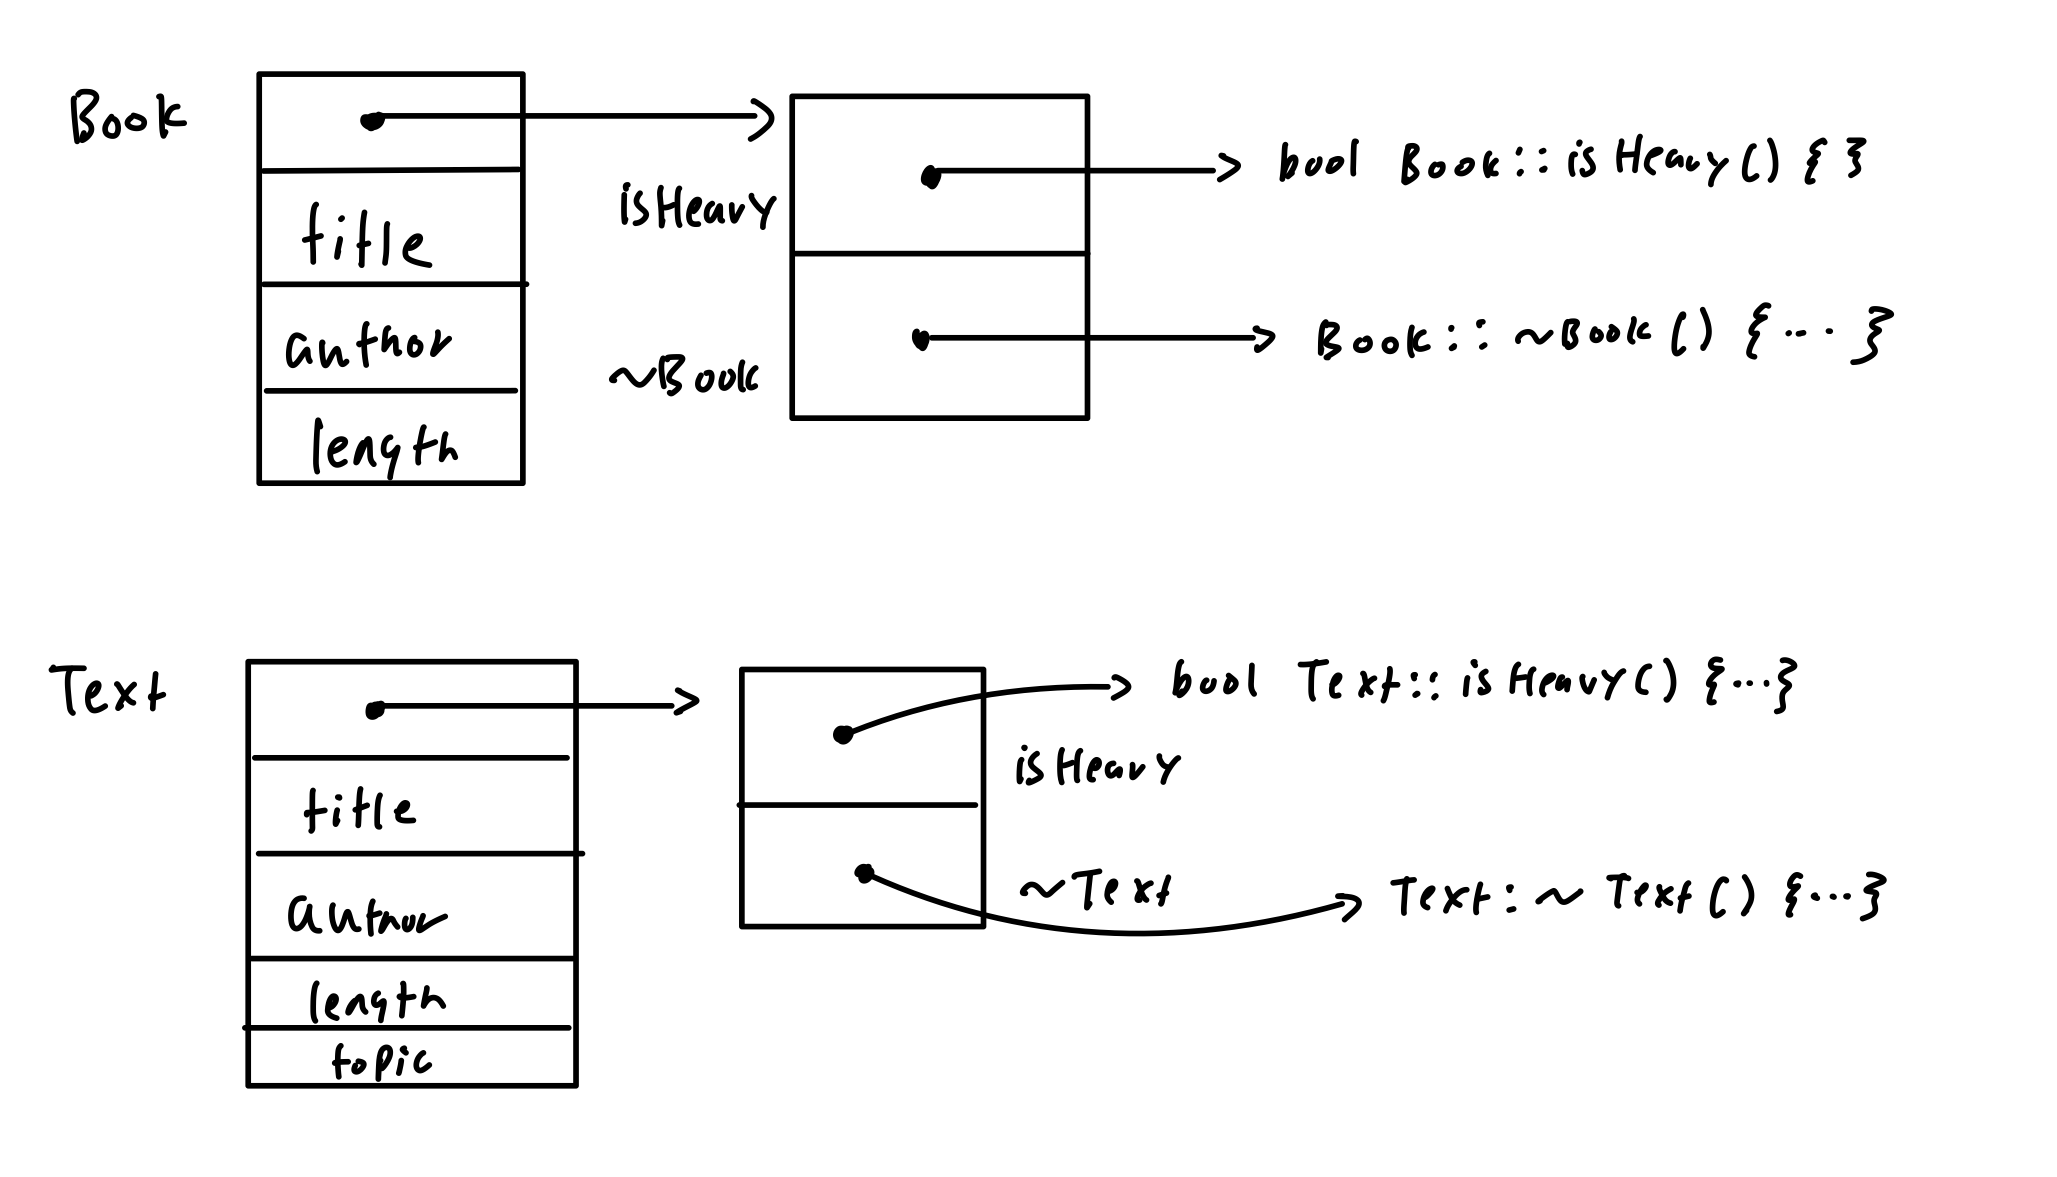 Book
title
author
length
isHeavy
~Book
bool Book::isHeavy() { }
Book::~Book() {...}
Text
title
author
length
topic
isHeavy
~Text
bool Text::isHeavy() {...}
Text:~Text() {...}